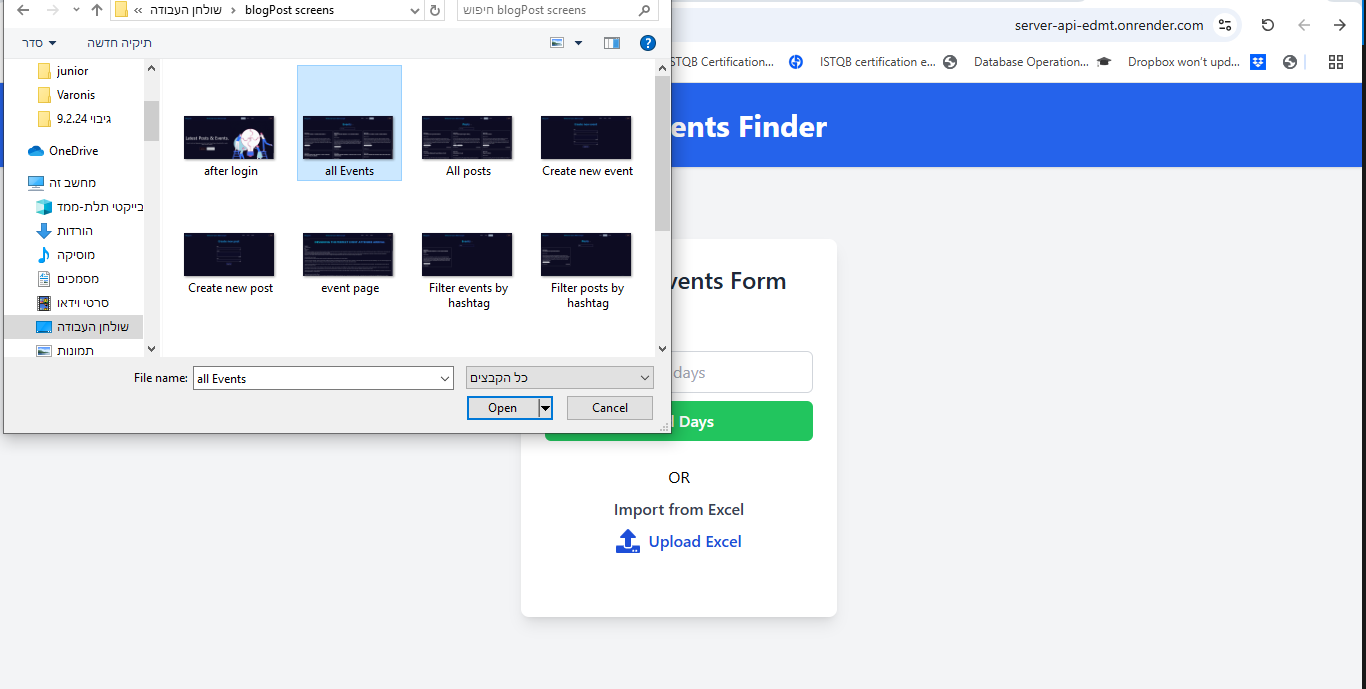 « שולחן העבודה › blogPost screens
חיפוש blogPost screens
סדר
תיקיה חדשה
junior
Varonis
גיבוי 9.2.24
OneDrive
מחשב זה
בייקטי תלת-ממד
הורדות
מוסיקה
מסמכים
סרטי וידאו
שולחן העבודה
תמונות
after login
all Events
All posts
Create new event
Create new post
event page
Filter events by
hashtag
Filter posts by
hashtag
File name:
all Events
כל הקבצים
Open
Cancel
server-api-edmt.onrender.com
STQB Certification...
ISTQB certification e...
Database Operation...
Dropbox won't upd...
ents Finder
vents Form
days
l Days
OR
Import from Excel
Upload Excel